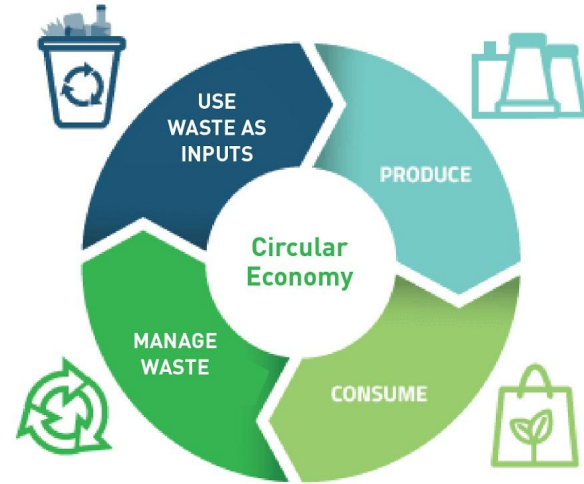 USE
WASTE AS
INPUTS
PRODUCE
Circular
Economy
MANAGE
WASTE
CONSUME